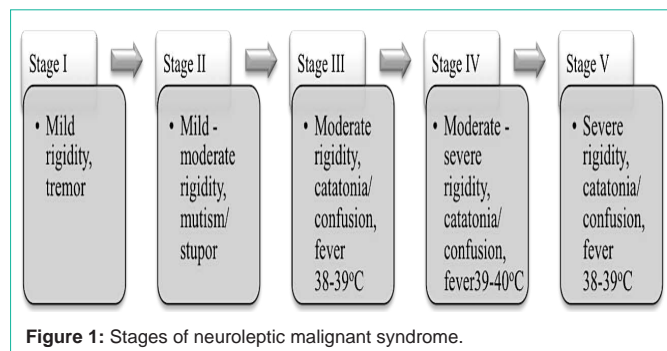 Stage I
• Mild
rigidity,
tremor
Stage II
• Mild -
moderate
rigidity,
mutism/
stupor
Stage III
• Moderate
rigidity,
catatonia/
confusion,
fever
38-39ºC
Stage IV
• Moderate -
severe
rigidity,
catatonia/
confusion,
fever39-40ºC
Stage V
• Severe
rigidity,
catatonia/
confusion,
fever
38-39ºC
Figure 1: Stages of neuroleptic malignant syndrome.